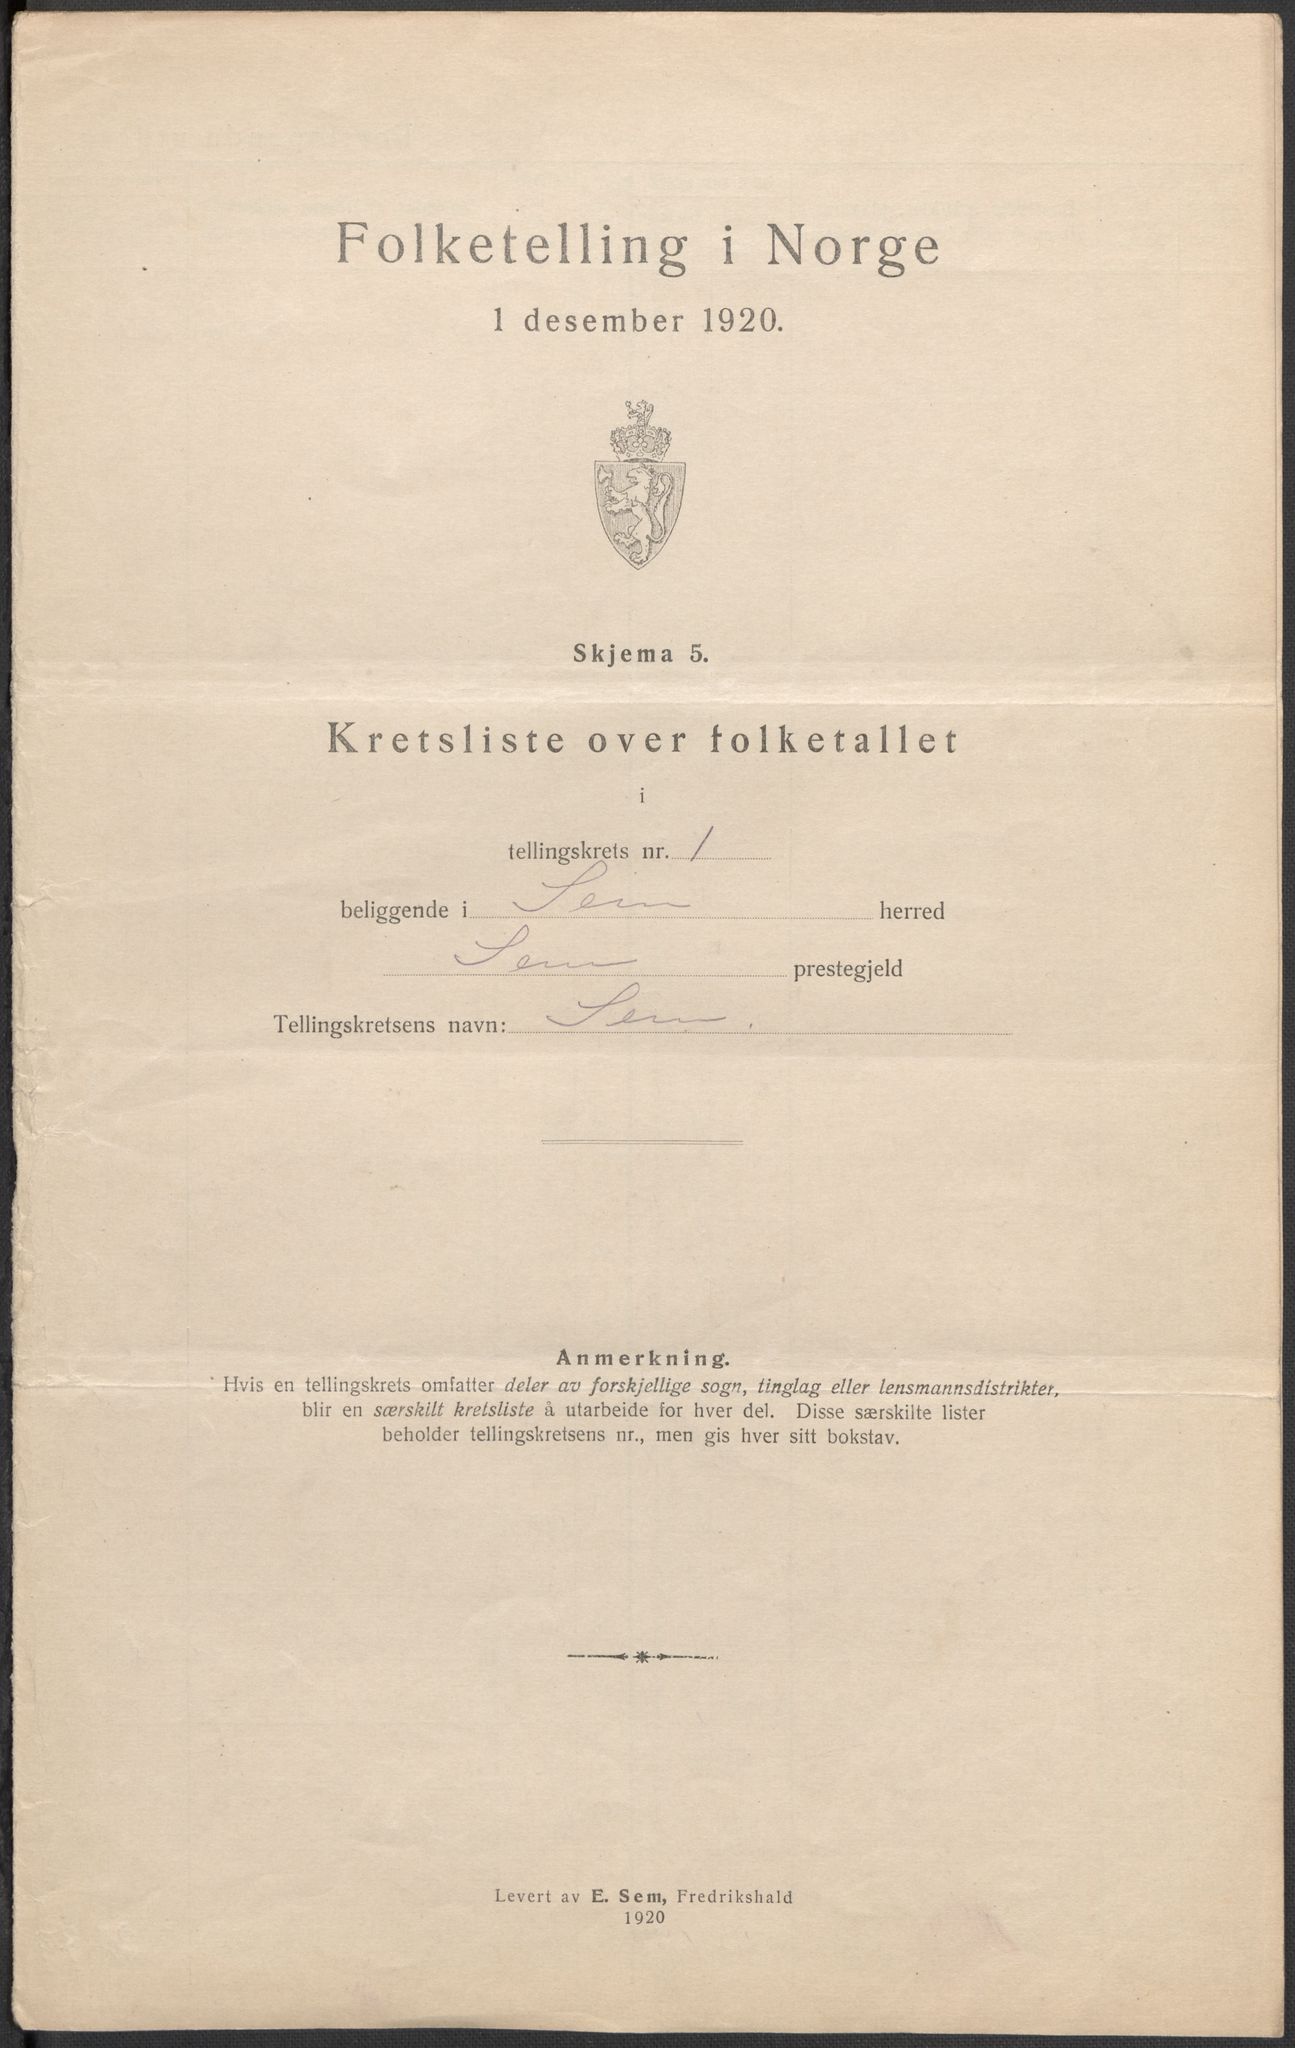 Folketelling i Norge
1 desember 1920.
Skjema 5.
Kretsliste over folketallet
i
tellingskrets nr. 1
beliggende i Sem herred
Sem prestegjeld
Tellingskretsens navn: Sem.
Anmerkning.
Hvis en tellingskrets omfatter deler av forskjellige sogn, tinglag eller lensmannsdistrikter,
blir en særskilt kretsliste å utarbeide for hver del. Disse særskilte lister
beholder tellingskretsens nr., men gis hver sitt bokstav.
Levert av E. Sem, Fredrikshald
1920